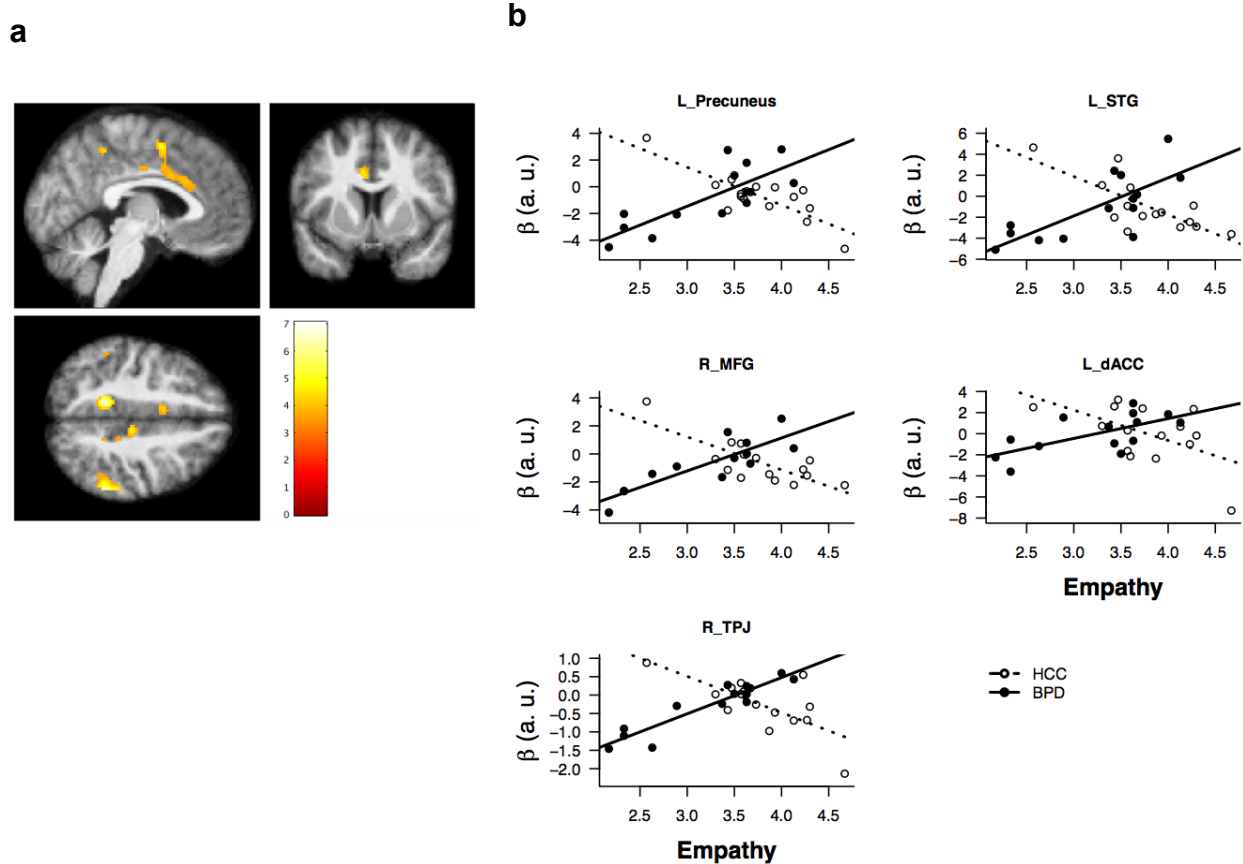 a
b
7
6
5
4
3
2
1
0
L_Precuneus
β (a. u.)
4
2
0
−2
−4
2.5 3.0 3.5 4.0 4.5
L_STG
β (a. u.)
6
4
2
0
−2
−4
−6
2.5 3.0 3.5 4.0 4.5
R_MFG
β (a. u.)
4
2
0
−2
−4
2.5 3.0 3.5 4.0 4.5
L_dACC
β (a. u.)
4
2
0
−2
−4
−6
−8
2.5 3.0 3.5 4.0 4.5
Empathy
R_TPJ
β (a. u.)
1.0
0.5
0.0
−0.5
−1.0
−1.5
−2.0
2.5 3.0 3.5 4.0 4.5
Empathy
HCC
BPD